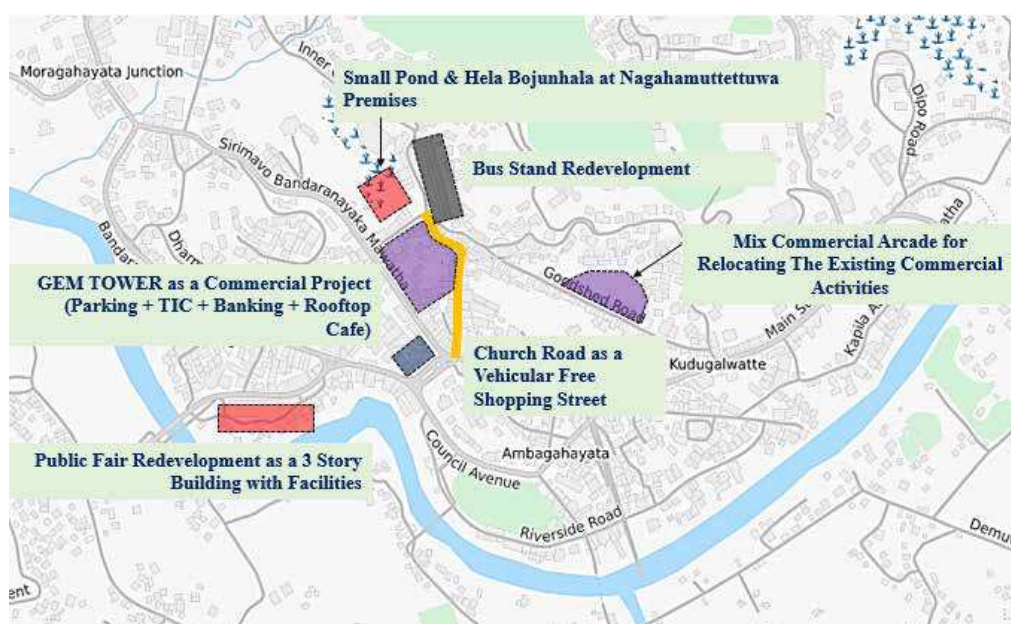 Moragahayata Junction
Inner
Small Pond & Hela Bojunhala at Nagahamuttettuwa
Premises
Dipo Road
Sirimavo Bandaranayaka Mawatha
Bus Stand Redevelopment
Mix Commercial Arcade for
Relocating The Existing Commercial
Activities
GEM TOWER as a Commercial Project
(Parking + TIC + Banking + Rooftop
Cafe)
Goodshed Road
Main
Kapila
Kudugalwatte
Church Road as a
Vehicular Free
Shopping Street
Public Fair Redevelopment as a 3 Story
Building with Facilities
Council Avenue
Ambagahayata
Riverside Road